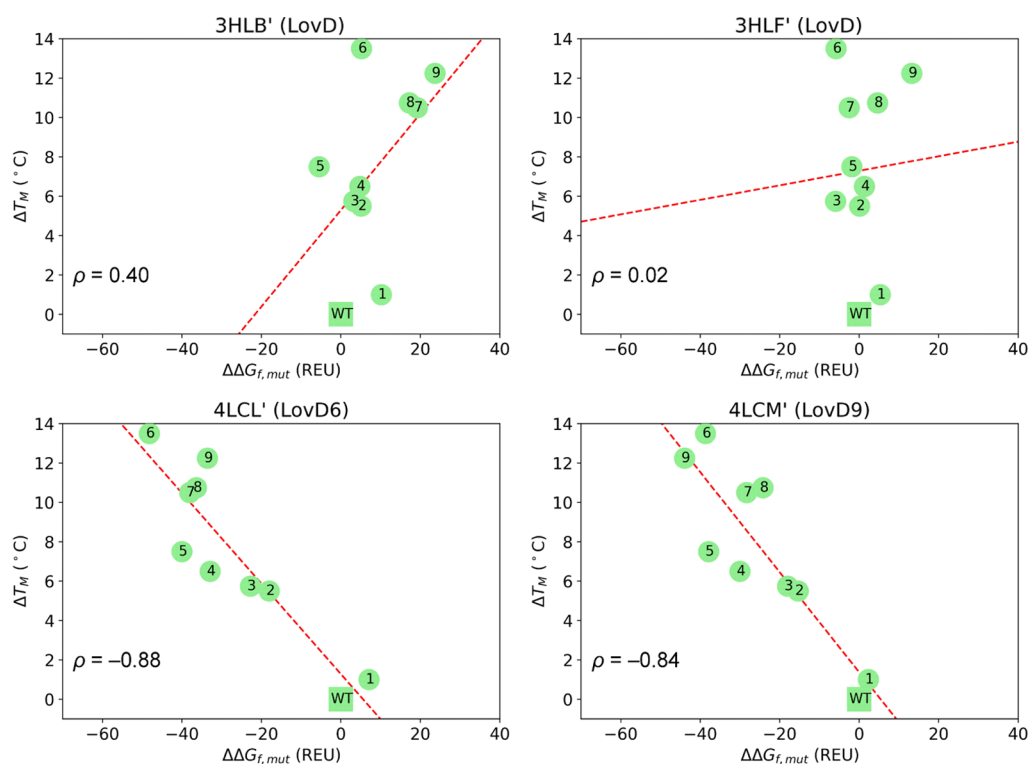 3HLB' (LovD)
14
12
10
8
6
4
2
0
ΔT_M (°C)
6
9
8 7
5
4
3 2
1
WT
ρ = 0.40
−60 −40 −20 0 20 40
ΔΔG_f,mut (REU)
3HLF' (LovD)
14
12
10
8
6
4
2
0
ΔT_M (°C)
6
9
8
7
5
4
3 2
1
WT
ρ = 0.02
−60 −40 −20 0 20 40
ΔΔG_f,mut (REU)
4LCL' (LovD6)
14
12
10
8
6
4
2
0
ΔT_M (°C)
6
9
7 8
5
4
3 2
1
WT
ρ = –0.88
−60 −40 −20 0 20 40
ΔΔG_f,mut (REU)
4LCM' (LovD9)
14
12
10
8
6
4
2
0
ΔT_M (°C)
6
9
7 8
5
4
3 2
1
WT
ρ = –0.84
−60 −40 −20 0 20 40
ΔΔG_f,mut (REU)